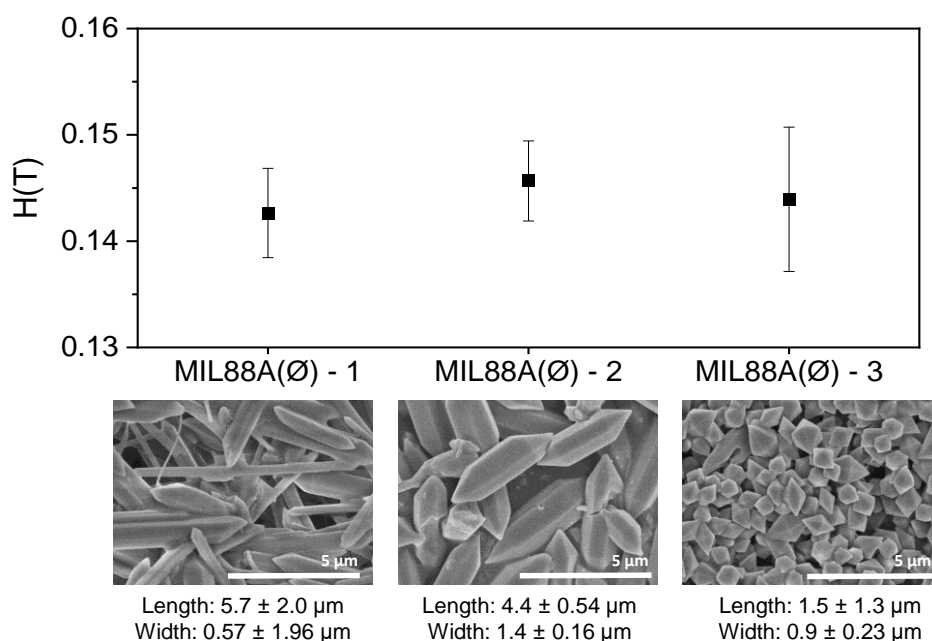 0.16
0.15
0.14
0.13
H(T)
MIL88A(Ø) - 1 MIL88A(Ø) - 2 MIL88A(Ø) - 3
5 µm 5 µm 5 µm
Length: 5.7 ± 2.0 µm Length: 4.4 ± 0.54 µm Length: 1.5 ± 1.3 µm
Width: 0.57 ± 1.96 µm Width: 1.4 ± 0.16 µm Width: 0.9 ± 0.23 µm